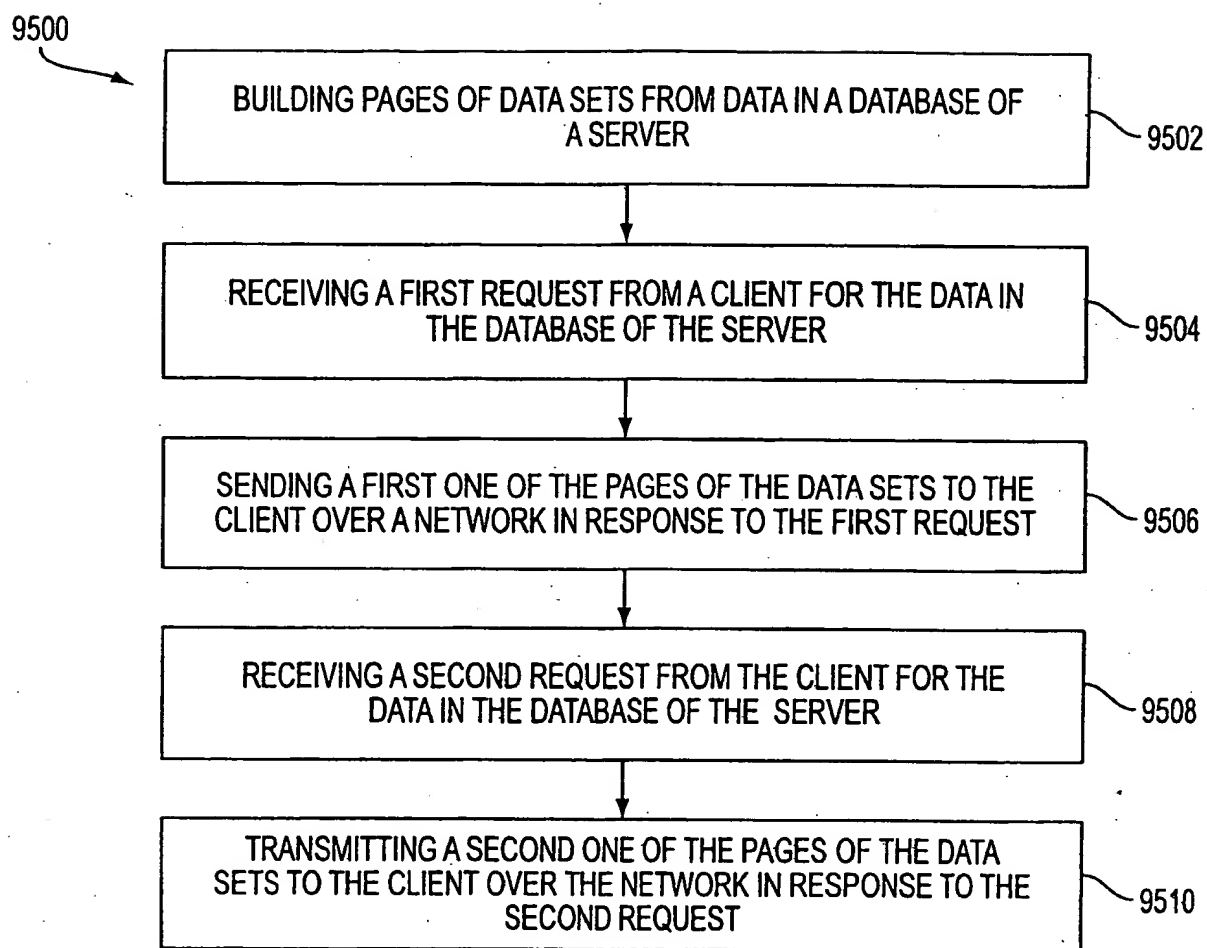 9500
BUILDING PAGES OF DATA SETS FROM DATA IN A DATABASE OF
A SERVER
9502
RECEIVING A FIRST REQUEST FROM A CLIENT FOR THE DATA IN
THE DATABASE OF THE SERVER
9504
SENDING A FIRST ONE OF THE PAGES OF THE DATA SETS TO THE
CLIENT OVER A NETWORK IN RESPONSE TO THE FIRST REQUEST
9506
RECEIVING A SECOND REQUEST FROM THE CLIENT FOR THE
DATA IN THE DATABASE OF THE SERVER
9508
TRANSMITTING A SECOND ONE OF THE PAGES OF THE DATA
SETS TO THE CLIENT OVER THE NETWORK IN RESPONSE TO THE
SECOND REQUEST
9510